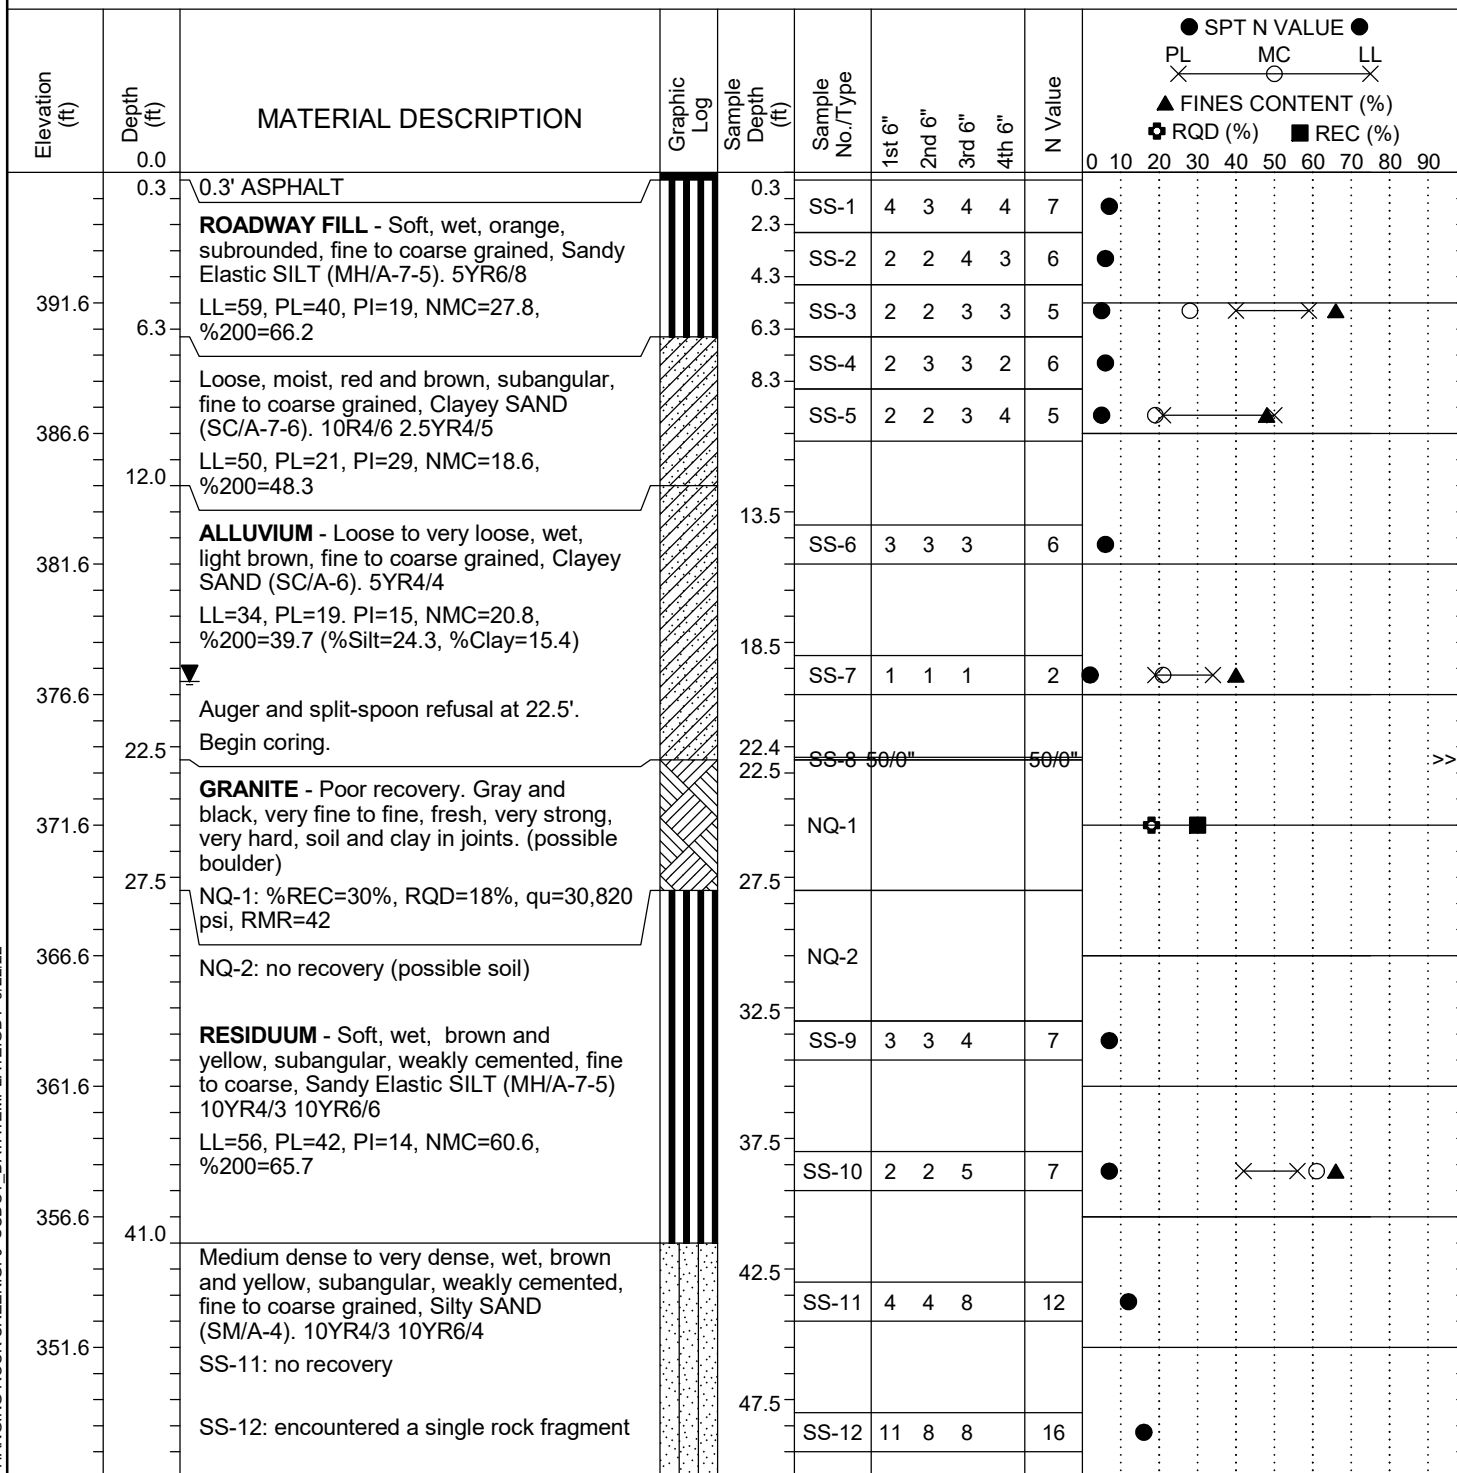 Elevation (ft)
Depth (ft)
0.0
MATERIAL DESCRIPTION
Graphic Log
Sample Depth (ft)
Sample No./Type
1st 6"
2nd 6"
3rd 6"
4th 6"
N Value
● SPT N VALUE ●
PL MC LL
▲ FINES CONTENT (%)
RQD (%) ■ REC (%)
0 10 20 30 40 50 60 70 80 90
0.3 0.3' ASPHALT 0.3
SS-1 4 3 4 4 7
2.3
ROADWAY FILL - Soft, wet, orange,
subrounded, fine to coarse grained, Sandy
Elastic SILT (MH/A-7-5). 5YR6/8
SS-2 2 2 4 3 6
4.3
391.6
LL=59, PL=40, PI=19, NMC=27.8,
%200=66.2
SS-3 2 2 3 3 5
6.3 6.3
SS-4 2 3 3 2 6
8.3
Loose, moist, red and brown, subangular,
fine to coarse grained, Clayey SAND
(SC/A-7-6). 10R4/6 2.5YR4/5
SS-5 2 2 3 4 5
386.6
LL=50, PL=21, PI=29, NMC=18.6,
%200=48.3
12.0
13.5
ALLUVIUM - Loose to very loose, wet,
light brown, fine to coarse grained, Clayey
SAND (SC/A-6). 5YR4/4
SS-6 3 3 3 6
381.6
LL=34, PL=19. PI=15, NMC=20.8,
%200=39.7 (%Silt=24.3, %Clay=15.4)
18.5
SS-7 1 1 1 2
376.6
Auger and split-spoon refusal at 22.5'.
Begin coring.
22.5 22.4
SS-8 50/0" 50/0" >>
22.5
GRANITE - Poor recovery. Gray and
black, very fine to fine, fresh, very strong,
very hard, soil and clay in joints. (possible
boulder)
371.6
NQ-1
27.5 27.5
NQ-1: %REC=30%, RQD=18%, qu=30,820
psi, RMR=42
366.6
NQ-2
NQ-2: no recovery (possible soil)
32.5
RESIDUUM - Soft, wet, brown and
yellow, subangular, weakly cemented, fine
to coarse, Sandy Elastic SILT (MH/A-7-5)
10YR4/3 10YR6/6
SS-9 3 3 4 7
361.6
LL=56, PL=42, PI=14, NMC=60.6,
%200=65.7
37.5
SS-10 2 2 5 7
356.6
41.0
Medium dense to very dense, wet, brown
and yellow, subangular, weakly cemented,
fine to coarse grained, Silty SAND
(SM/A-4). 10YR4/3 10YR6/4
42.5
SS-11 4 4 8 12
351.6
SS-11: no recovery
47.5
SS-12: encountered a single rock fragment
SS-12 11 8 8 16